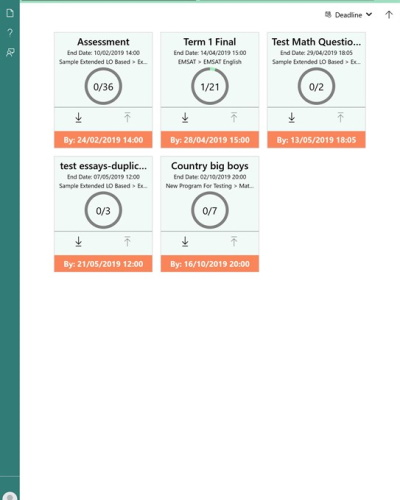 Deadline
Assessment
End Date: 10/02/2019 14:00
Sample Extended LO Based > Ex...
0/36
By: 24/02/2019 14:00
Term 1 Final
End Date: 14/04/2019 15:00
EMSAT > EMSAT English
1/21
By: 28/04/2019 15:00
Test Math Questio...
End Date: 29/04/2019 18:05
Sample Extended LO Based > Ex...
0/2
By: 13/05/2019 18:05
test essays-duplic...
End Date: 07/05/2019 12:00
Sample Extended LO Based > Ex...
0/3
By: 21/05/2019 12:00
Country big boys
End Date: 02/10/2019 20:00
New Program For Testing > Mat...
0/7
By: 16/10/2019 20:00